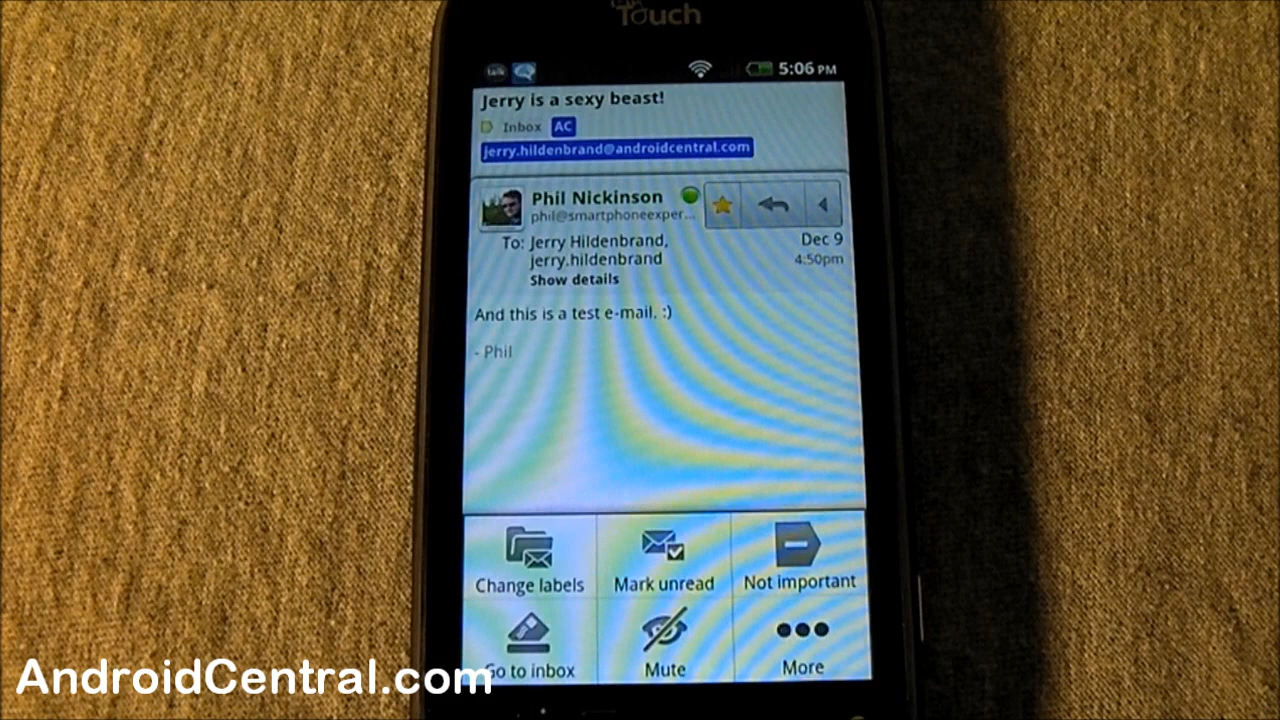 Touch
talk
5:06 PM
Jerry is a sexy beast!
Inbox AC
jerry.hildenbrand@androidcentral.com
Phil Nickinson
phil@smartphoneexper...
To: Jerry Hildenbrand,
jerry.hildenbrand
Dec 9
4:50pm
Show details
And this is a test e-mail. :)
- Phil
Change labels
Mark unread
Not important
Go to inbox
Mute
More
AndroidCentral.com